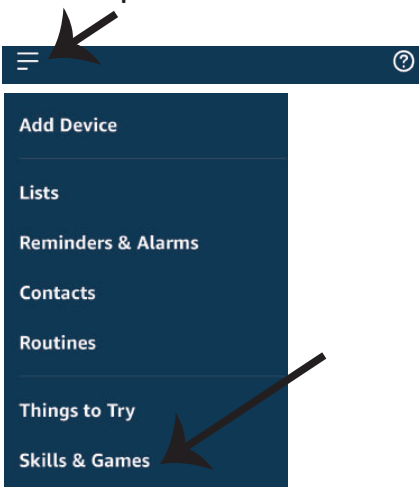 Add Device
Lists
Reminders & Alarms
Contacts
Routines
Things to Try
Skills & Games